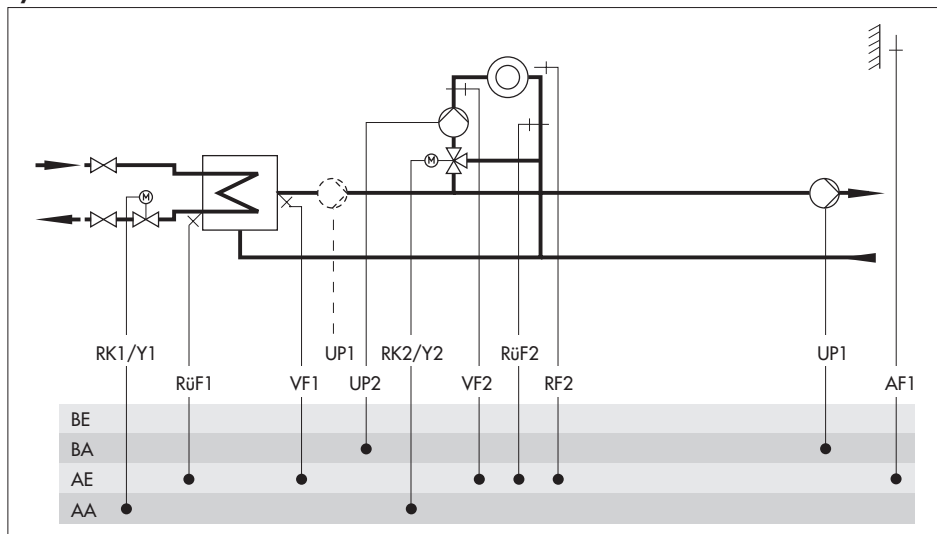 M
M
RK1/Y1
UP1
RK2/Y2
RüF2
UP1
RüF1
VF1
UP2
VF2
RF2
AF1
BE
BA
AE
AA